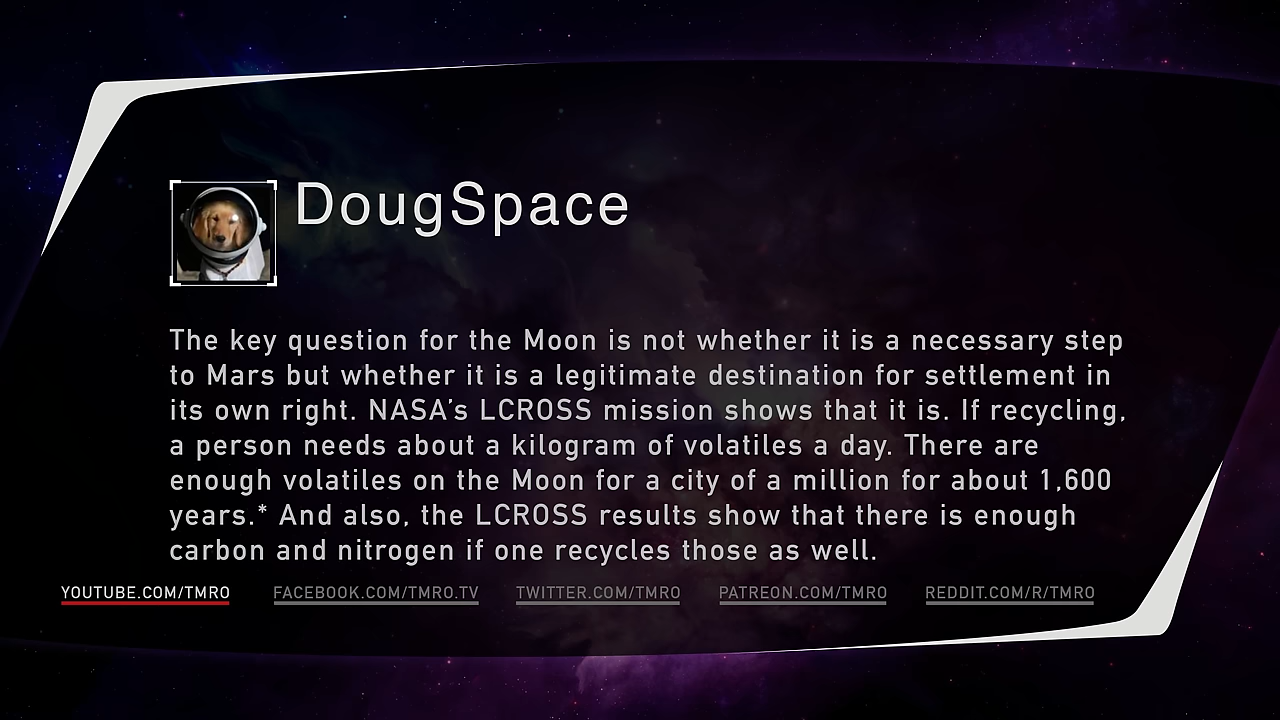 DougSpace
The key question for the Moon is not whether it is a necessary step
to Mars but whether it is a legitimate destination for settlement in
its own right. NASA’s LCROSS mission shows that it is. If recycling,
a person needs about a kilogram of volatiles a day. There are
enough volatiles on the Moon for a city of a million for about 1,600
years.* And also, the LCROSS results show that there is enough
carbon and nitrogen if one recycles those as well.
YOUTUBE.COM/TMRO FACEBOOK.COM/TMRO.TV TWITTER.COM/TMRO PATREON.COM/TMRO REDDIT.COM/R/TMRO